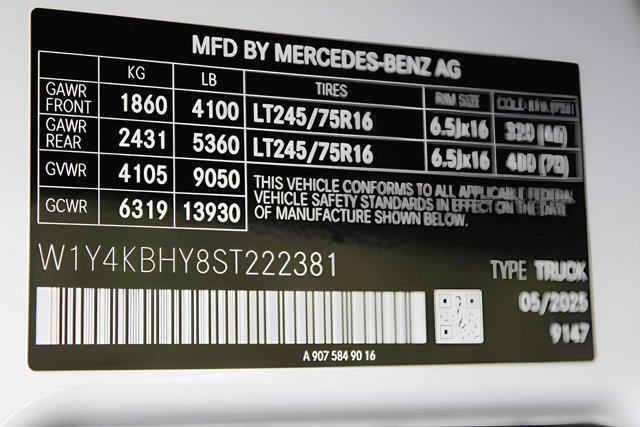 MFD BY MERCEDES-BENZ AG
KG LB TIRES RIM SIZE
GAWR FRONT 1860 4100 LT245/75R16 6.5Jx16
GAWR REAR 2431 5360 LT245/75R16 6.5Jx16
GVWR 4105 9050
GCWR 6319 13930
THIS VEHICLE CONFORMS TO ALL APPLICABLE FEDERAL
VEHICLE SAFETY STANDARDS IN EFFECT ON THE DATE
OF MANUFACTURE SHOWN BELOW.
W1Y4KBHY8ST222381
TYPE TRUCK
05/2025
9147
A 907 584 90 16